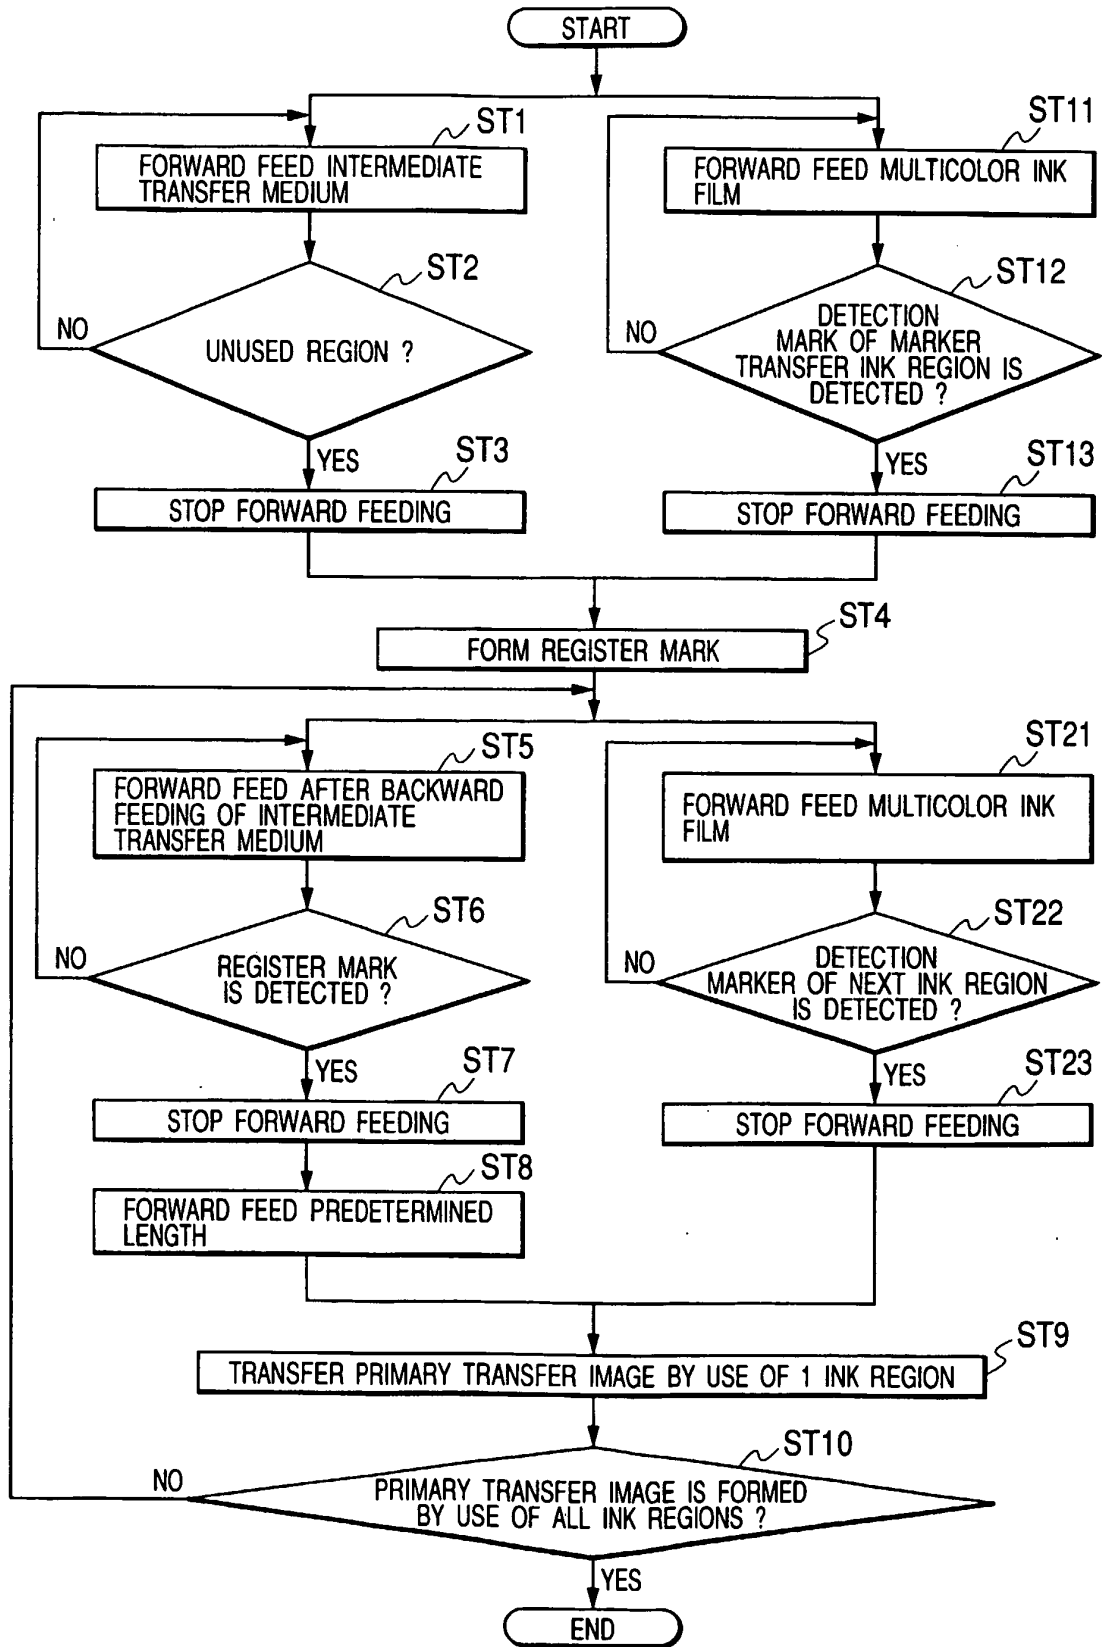 START
ST1
FORWARD FEED INTERMEDIATE
TRANSFER MEDIUM
ST11
FORWARD FEED MULTICOLOR INK
FILM
ST2
UNUSED REGION ?
NO
ST12
DETECTION
MARK OF MARKER
TRANSFER INK REGION IS
DETECTED ?
NO
YES
ST3
STOP FORWARD FEEDING
YES
ST13
STOP FORWARD FEEDING
ST4
FORM REGISTER MARK
ST5
FORWARD FEED AFTER BACKWARD
FEEDING OF INTERMEDIATE
TRANSFER MEDIUM
ST21
FORWARD FEED MULTICOLOR INK
FILM
ST6
REGISTER MARK
IS DETECTED ?
NO
ST22
DETECTION
MARKER OF NEXT INK REGION
IS DETECTED ?
NO
YES
ST7
STOP FORWARD FEEDING
YES
ST23
STOP FORWARD FEEDING
ST8
FORWARD FEED PREDETERMINED
LENGTH
ST9
TRANSFER PRIMARY TRANSFER IMAGE BY USE OF 1 INK REGION
ST10
PRIMARY TRANSFER IMAGE IS FORMED
BY USE OF ALL INK REGIONS ?
NO
YES
END